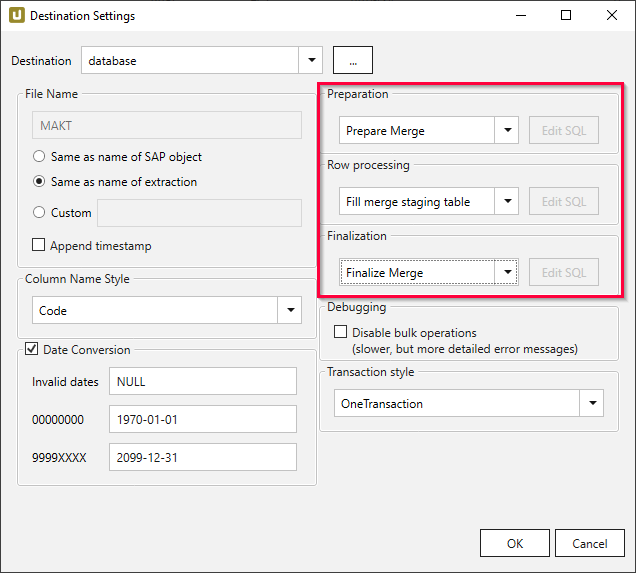 Destination Settings
Destination
database
...
File Name
MAKT
Same as name of SAP object
Same as name of extraction
Custom
Append timestamp
Column Name Style
Code
Date Conversion
Invalid dates
NULL
00000000
1970-01-01
9999XXXX
2099-12-31
Preparation
Prepare Merge
Edit SQL
Row processing
Fill merge staging table
Edit SQL
Finalization
Finalize Merge
Edit SQL
Debugging
Disable bulk operations
(slower, but more detailed error messages)
Transaction style
OneTransaction
OK
Cancel